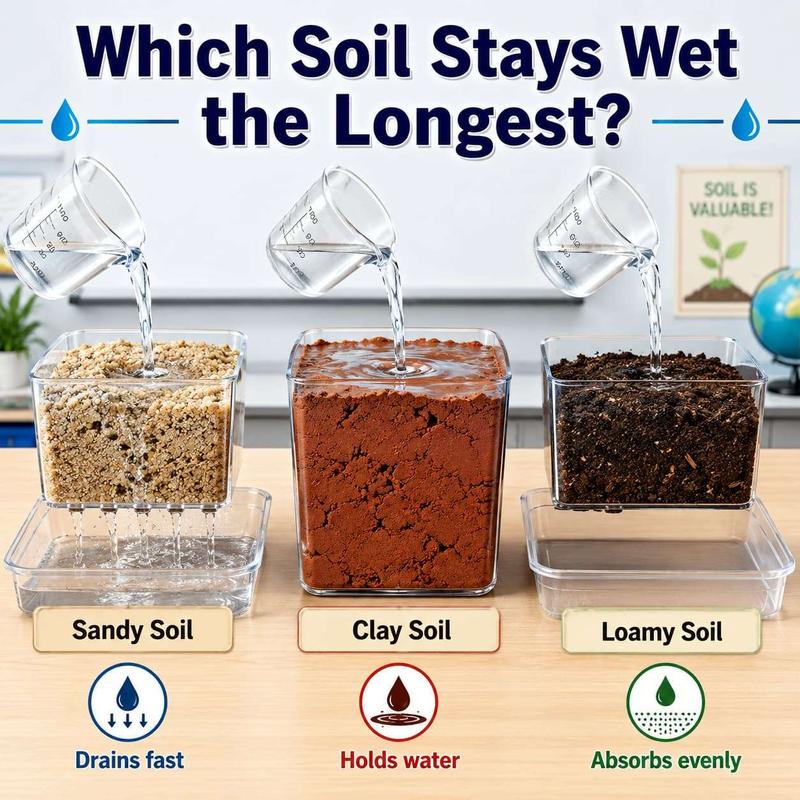 Which Soil Stays Wet
the Longest?
SOIL IS
VALUABLE!
Sandy Soil
Clay Soil
Loamy Soil
Drains fast
Holds water
Absorbs evenly